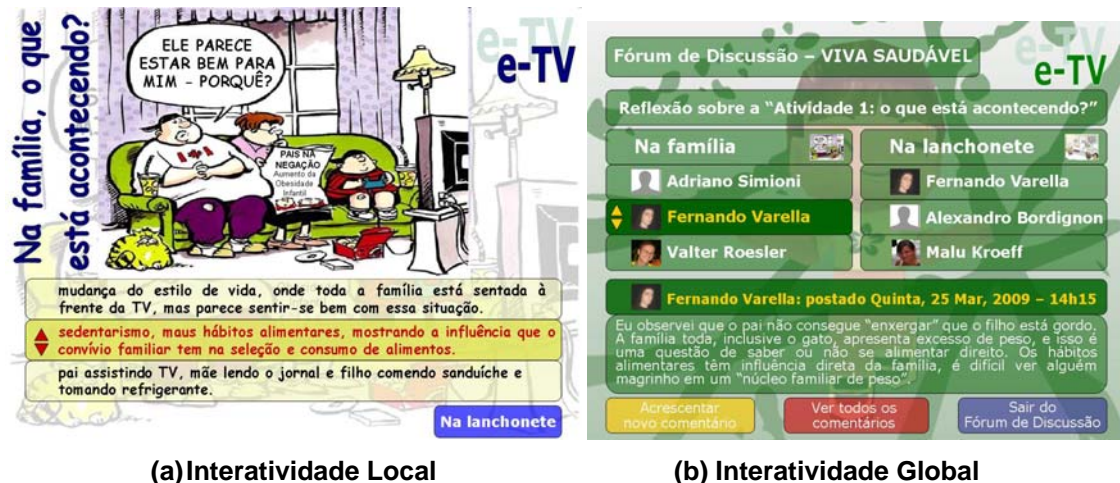 Na família, o que
está acontecendo?
ELE PARECE
ESTAR BEM PARA
MIM - PORQUÊ?
e-TV
e-TV
PAIS NA
NEGAÇÃO
Aumento da
Obesidade
Infantil
mudança do estilo de vida, onde toda a família está sentada à
frente da TV, mas parece sentir-se bem com essa situação.
sedentarismo, maus hábitos alimentares, mostrando a influência que o
convívio familiar tem na seleção e consumo de alimentos.
pai assistindo TV, mãe lendo o jornal e filho comendo sanduíche e
tomando refrigerante.
Na lanchonete
(a) Interatividade Local
Fórum de Discussão – VIVA SAUDÁVEL
e-TV
e-TV
Reflexão sobre a “Atividade 1: o que está acontecendo?”
Na família
Na lanchonete
Adriano Simioni
Fernando Varella
Fernando Varella
Alexandro Bordignon
Valter Roesler
Malu Kroeff
Fernando Varella: postado Quinta, 25 Mar, 2009 – 14h15
Eu observei que o pai não consegue “enxergar” que o filho está gordo.
A família toda, inclusive o gato, apresenta excesso de peso, e isso é
uma questão de saber ou não se alimentar direito. Os hábitos
alimentares têm influência direta da família, é difícil ver alguém
magrinho em um “núcleo familiar de peso”.
Acrescentar
novo comentário
Ver todos os
comentários
Sair do
Fórum de Discussão
(b) Interatividade Global